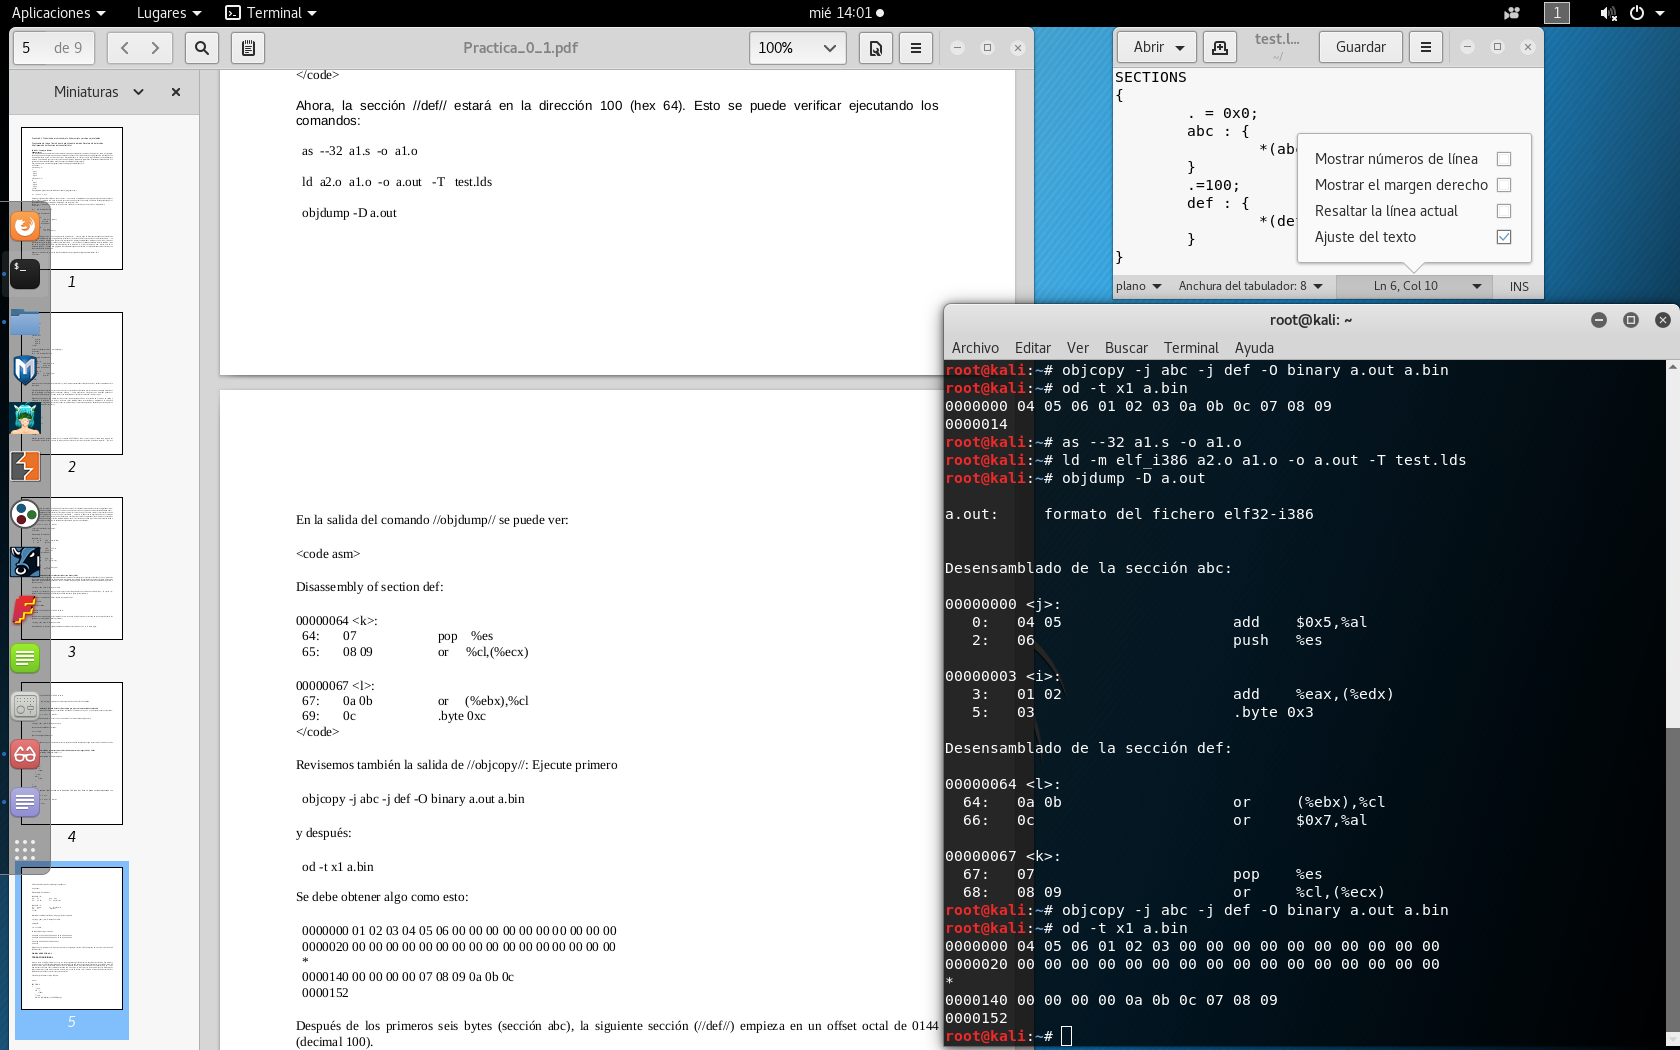 Aplicaciones Lugares Terminal mié 14:01 1
5 de 9 Practica_0_1.pdf 100%
Miniaturas
1
2
3
4
5
</code>
Ahora, la sección //def// estará en la dirección 100 (hex 64). Esto se puede verificar ejecutando los
comandos:
as --32 a1.s -o a1.o
ld a2.o a1.o -o a.out -T test.lds
objdump -D a.out
En la salida del comando //objdump// se puede ver:
<code asm>
Disassembly of section def:
00000064 <k>:
64: 07 pop %es
65: 08 09 or %cl,(%ecx)
00000067 <l>:
67: 0a 0b or (%ebx),%cl
69: 0c .byte 0xc
</code>
Revisemos también la salida de //objcopy//: Ejecute primero
objcopy -j abc -j def -O binary a.out a.bin
y después:
od -t x1 a.bin
Se debe obtener algo como esto:
0000000 01 02 03 04 05 06 00 00 00 00 00 00 00 00 00 00
0000020 00 00 00 00 00 00 00 00 00 00 00 00 00 00 00 00
*
0000140 00 00 00 00 07 08 09 0a 0b 0c
0000152
Después de los primeros seis bytes (sección abc), la siguiente sección (//def//) empieza en un offset octal de 0144
(decimal 100).
Abrir test.l... Guardar
~/
SECTIONS
{
. = 0x0;
abc : {
*(abc
}
.=100;
def : {
*(de
}
}
Mostrar números de línea
Mostrar el margen derecho
Resaltar la línea actual
Ajuste del texto
plano Anchura del tabulador: 8 Ln 6, Col 10 INS
root@kali: ~
Archivo Editar Ver Buscar Terminal Ayuda
root@kali:~# objcopy -j abc -j def -O binary a.out a.bin
root@kali:~# od -t x1 a.bin
0000000 04 05 06 01 02 03 0a 0b 0c 07 08 09
0000014
root@kali:~# as --32 a1.s -o a1.o
root@kali:~# ld -m elf_i386 a2.o a1.o -o a.out -T test.lds
root@kali:~# objdump -D a.out
a.out: formato del fichero elf32-i386
Desensamblado de la sección abc:
00000000 <j>:
0: 04 05 add $0x5,%al
2: 06 push %es
00000003 <i>:
3: 01 02 add %eax,(%edx)
5: 03 .byte 0x3
Desensamblado de la sección def:
00000064 <l>:
64: 0a 0b or (%ebx),%cl
66: 0c or $0x7,%al
00000067 <k>:
67: 07 pop %es
68: 08 09 or %cl,(%ecx)
root@kali:~# objcopy -j abc -j def -O binary a.out a.bin
root@kali:~# od -t x1 a.bin
0000000 04 05 06 01 02 03 00 00 00 00 00 00 00 00 00 00
0000020 00 00 00 00 00 00 00 00 00 00 00 00 00 00 00 00
*
0000140 00 00 00 00 0a 0b 0c 07 08 09
0000152
root@kali:~#